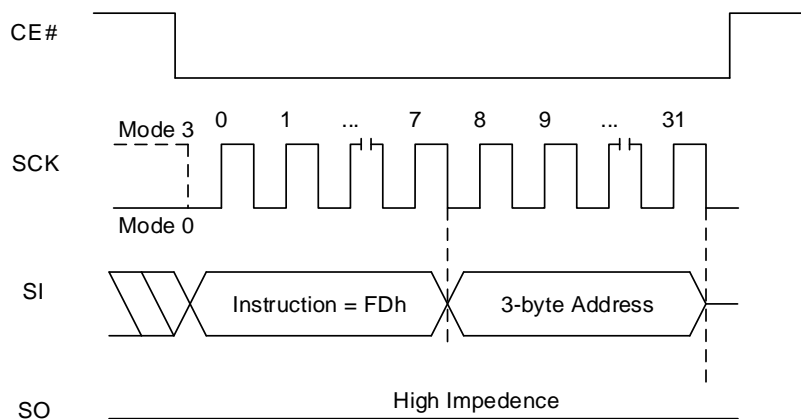 CE#
Mode 3 0 1 ... 7 8 9 ... 31
SCK
Mode 0
SI Instruction = FDh 3-byte Address
SO High Impedence